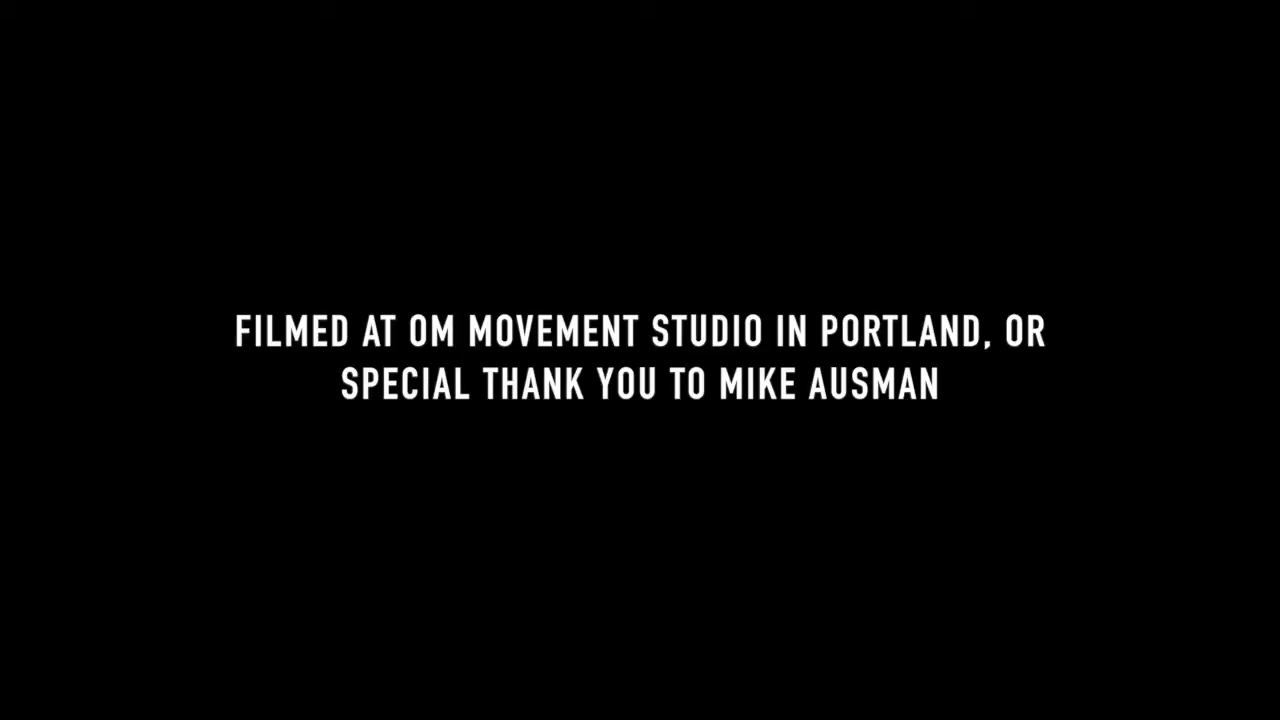 FILMED AT OM MOVEMENT STUDIO IN PORTLAND, OR
SPECIAL THANK YOU TO MIKE AUSMAN